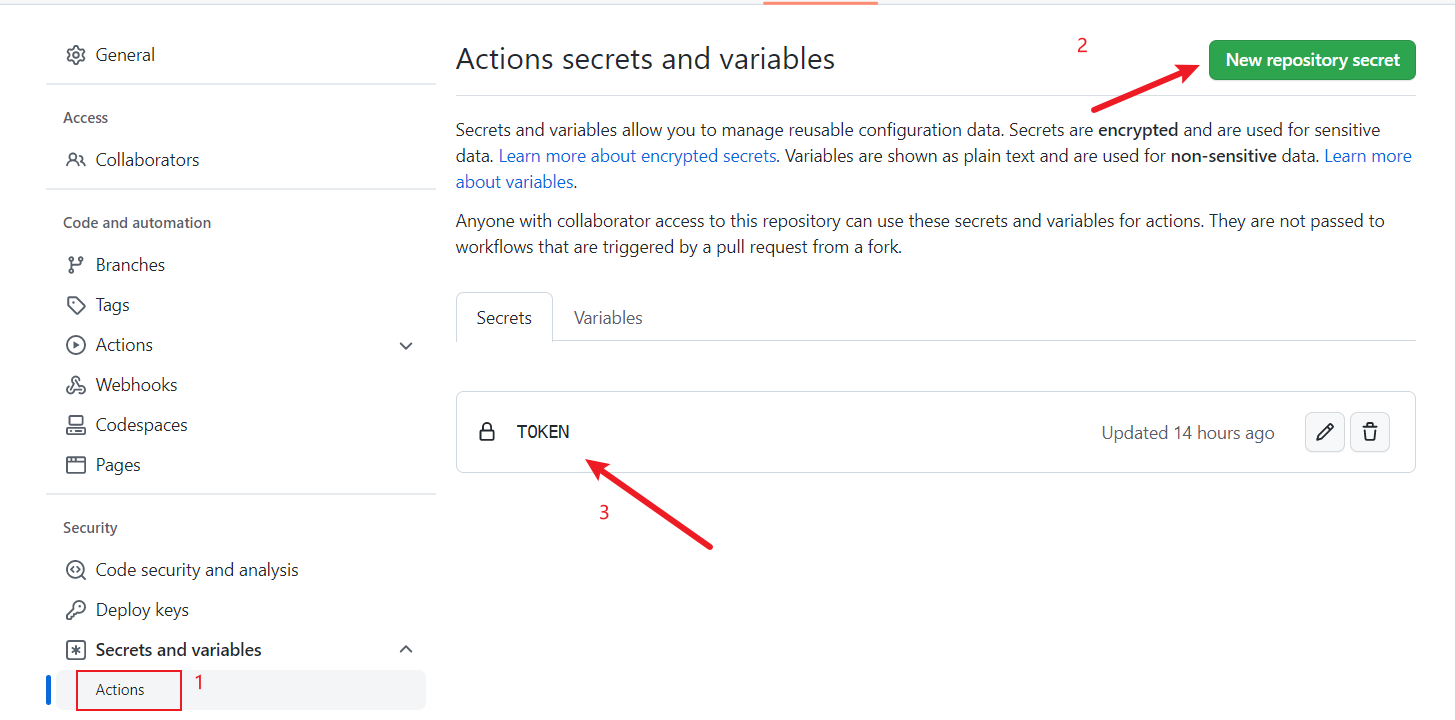 General
Access
Collaborators
Code and automation
Branches
Tags
Actions
Webhooks
Codespaces
Pages
Security
Code security and analysis
Deploy keys
Secrets and variables
Actions
1
Actions secrets and variables
2
New repository secret
Secrets and variables allow you to manage reusable configuration data. Secrets are encrypted and are used for sensitive
data. Learn more about encrypted secrets. Variables are shown as plain text and are used for non-sensitive data. Learn more
about variables.
Anyone with collaborator access to this repository can use these secrets and variables for actions. They are not passed to
workflows that are triggered by a pull request from a fork.
Secrets
Variables
TOKEN
Updated 14 hours ago
3